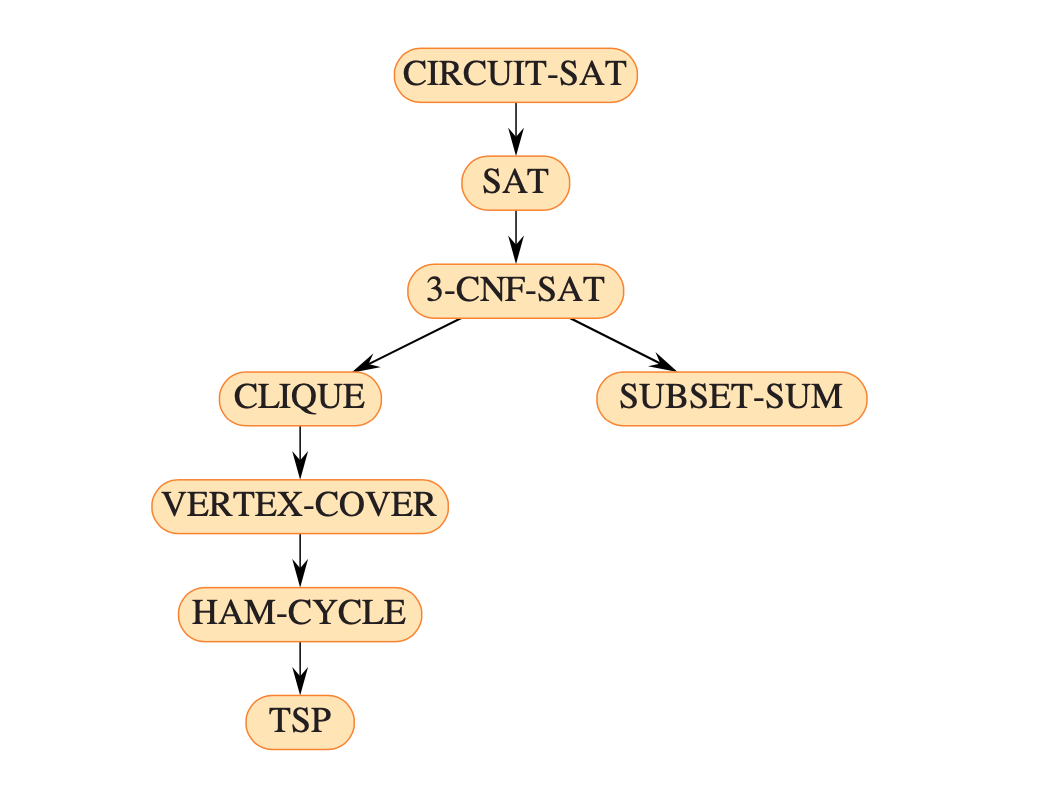 CIRCUIT-SAT
SAT
3-CNF-SAT
CLIQUE
SUBSET-SUM
VERTEX-COVER
HAM-CYCLE
TSP